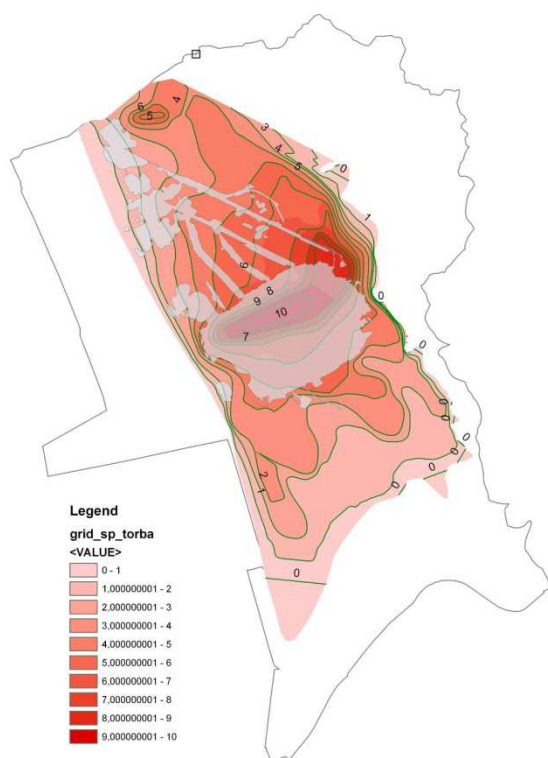 6
5
4
3
4
5
0
1
6
8
9
10
7
0
0
0
0
0
0
0
0
2
1
0
Legend
grid_sp_torba
<VALUE>
0 - 1
1,000000001 - 2
2,000000001 - 3
3,000000001 - 4
4,000000001 - 5
5,000000001 - 6
6,000000001 - 7
7,000000001 - 8
8,000000001 - 9
9,000000001 - 10